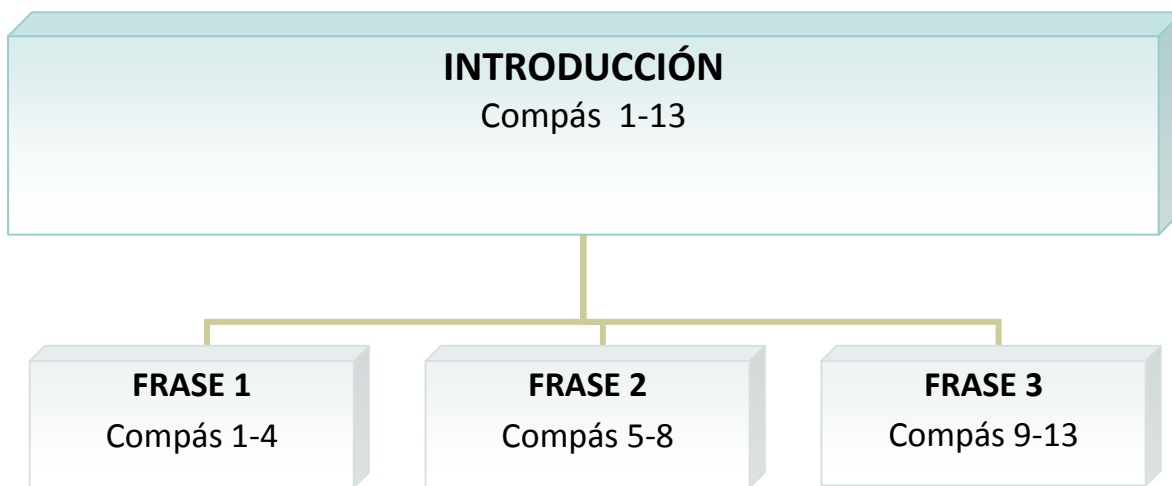 INTRODUCCIÓN
Compás 1-13
FRASE 1
Compás 1-4
FRASE 2
Compás 5-8
FRASE 3
Compás 9-13